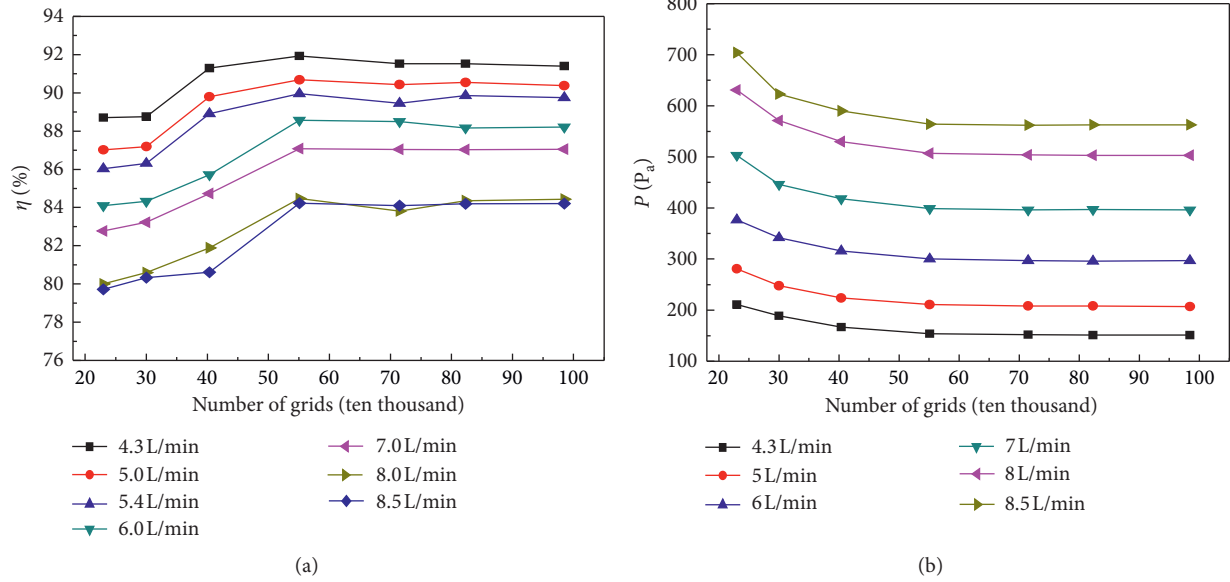 94
92
90
88
86
84
82
80
78
76
η (%)
20 30 40 50 60 70 80 90 100
Number of grids (ten thousand)
4.3 L/min
5.0 L/min
5.4 L/min
6.0 L/min
7.0 L/min
8.0 L/min
8.5 L/min
(a)
800
700
600
500
400
300
200
100
P (Pa)
20 30 40 50 60 70 80 90 100
Number of grids (ten thousand)
4.3 L/min
5 L/min
6 L/min
7 L/min
8 L/min
8.5 L/min
(b)